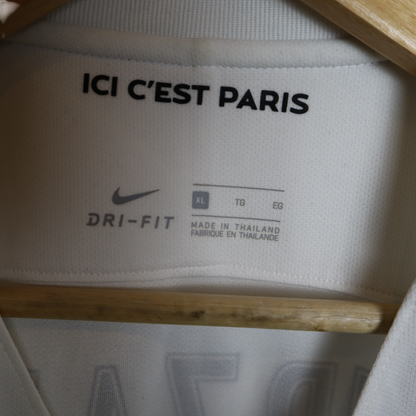 ICI C'EST PARIS
DRI-FIT
XL TG EG
MADE IN THAILAND
FABRIQUE EN THAILANDE